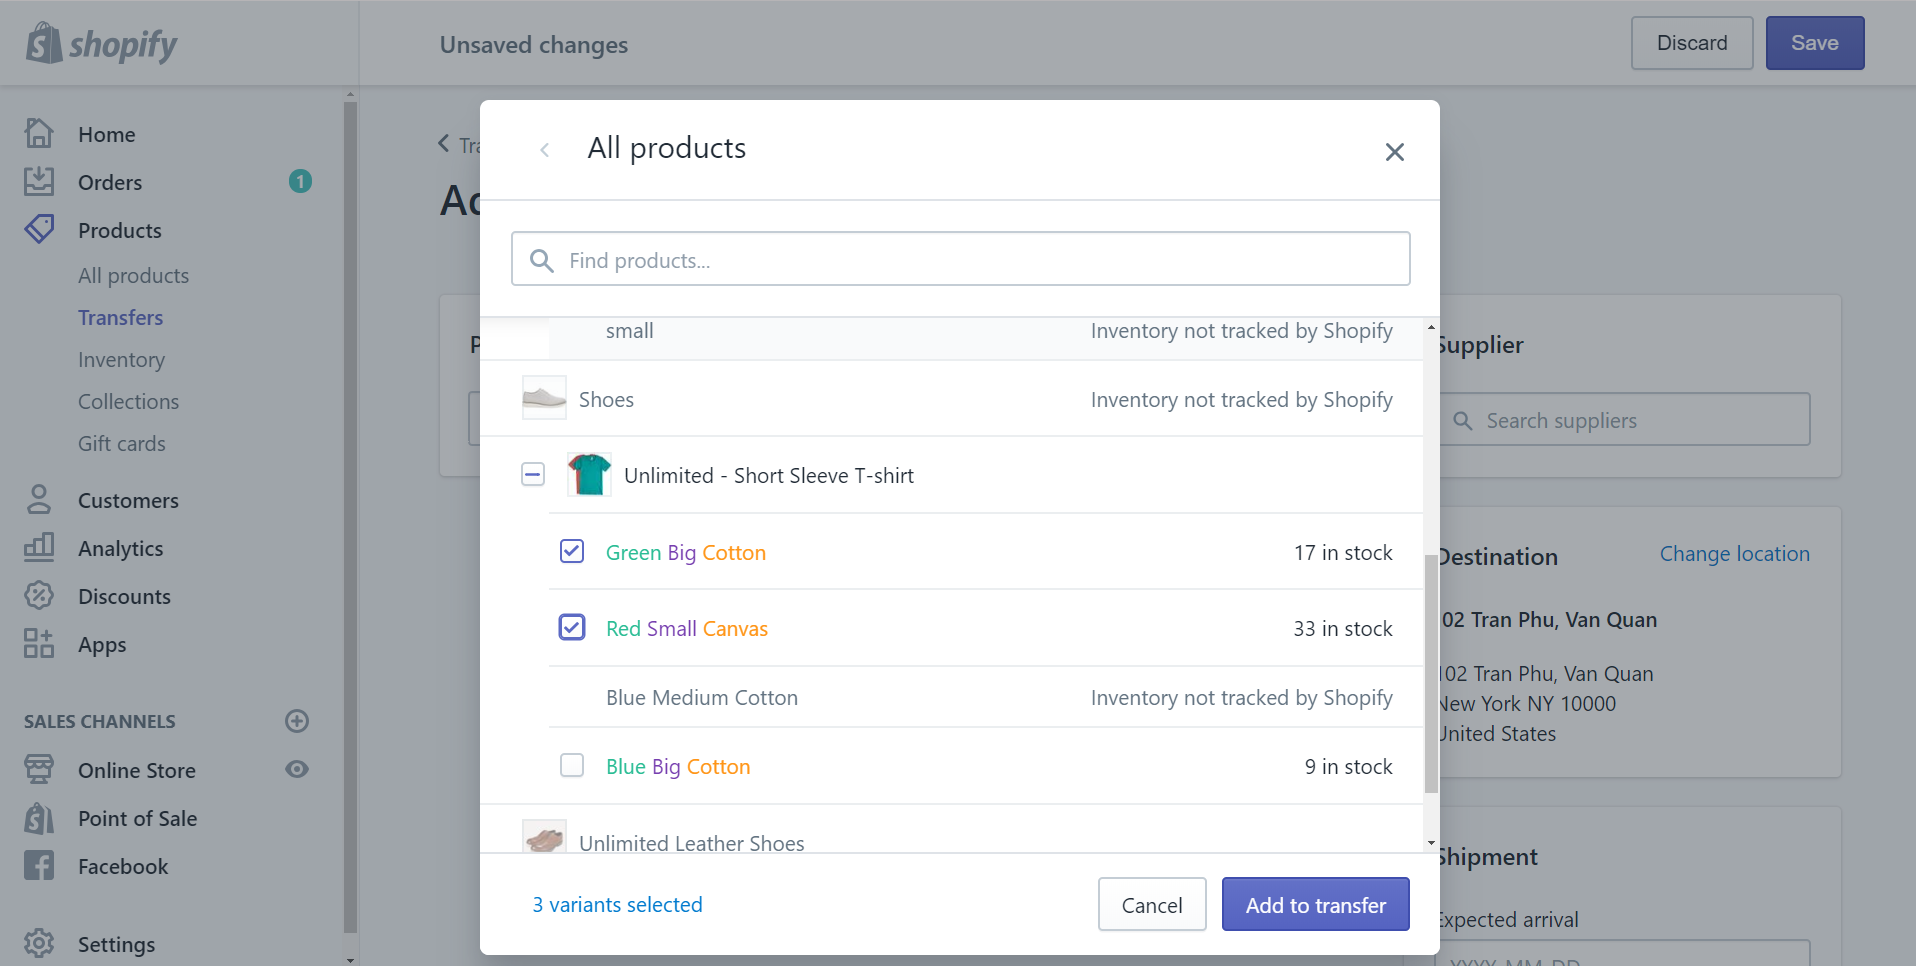 shopify
Unsaved changes
Discard
Save
Home
Orders
1
Products
All products
Transfers
Inventory
Collections
Gift cards
Customers
Analytics
Discounts
Apps
SALES CHANNELS
Online Store
Point of Sale
Facebook
Settings
All products
Find products...
small Inventory not tracked by Shopify
Shoes Inventory not tracked by Shopify
Unlimited - Short Sleeve T-shirt
Green Big Cotton 17 in stock
Red Small Canvas 33 in stock
Blue Medium Cotton Inventory not tracked by Shopify
Blue Big Cotton 9 in stock
Unlimited Leather Shoes
3 variants selected
Cancel
Add to transfer
Supplier
Search suppliers
Destination
Change location
02 Tran Phu, Van Quan
102 Tran Phu, Van Quan
New York NY 10000
United States
Shipment
Expected arrival
YYYY-MM-DD